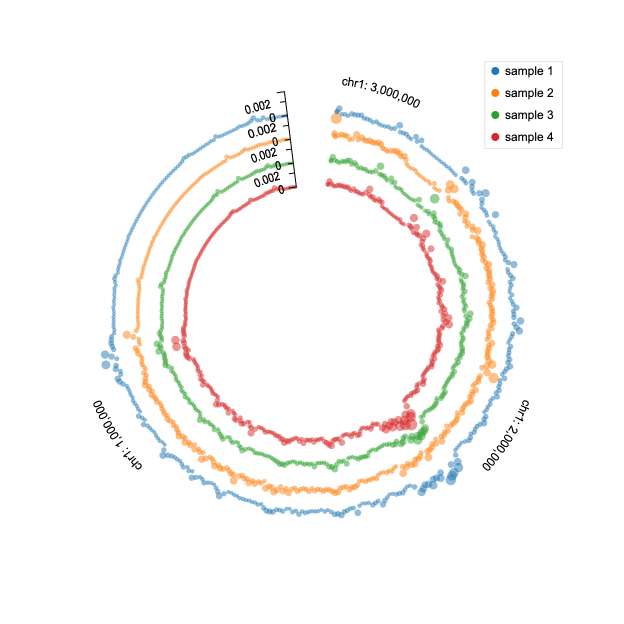 chr1: 3,000,000
sample 1
sample 2
sample 3
sample 4
0.002
0
0.002
0
0.002
0
0.002
0
chr1: 1,000,000
chr1: 2,000,000